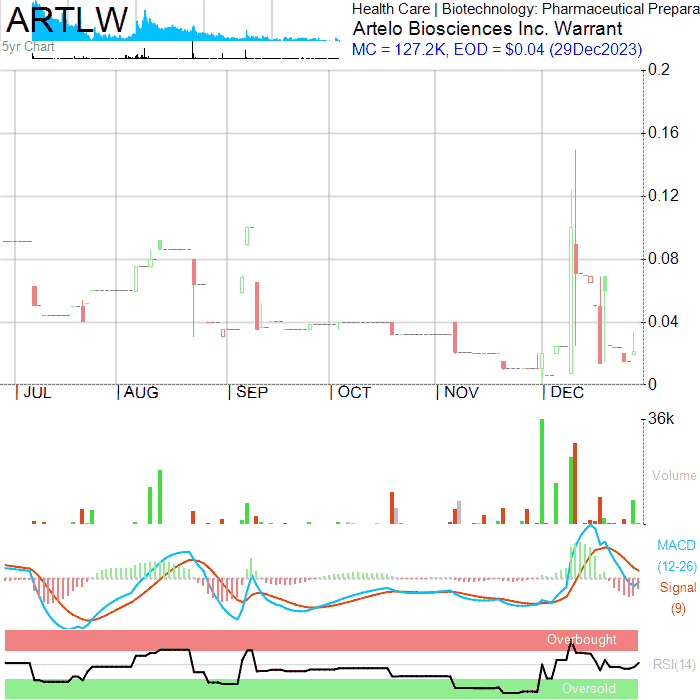 ARTLW
5yr Chart
Health Care | Biotechnology: Pharmaceutical Prepara
Artelo Biosciences Inc. Warrant
MC = 127.2K, EOD = $0.04 (29Dec2023)
0.2
0.16
0.12
0.08
0.04
0
JUL AUG SEP OCT NOV DEC
36k
Volume
MACD
(12-26)
Signal
(9)
Overbought
RSI(14)
Oversold